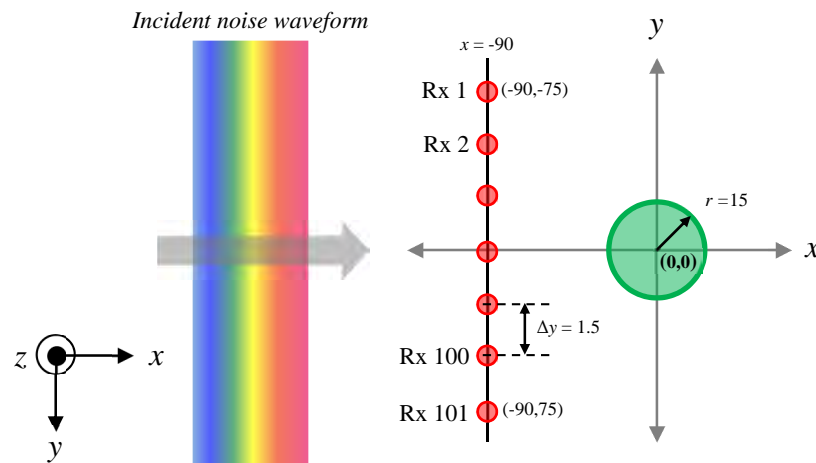 Incident noise waveform
x = -90
y
Rx 1
(-90,-75)
Rx 2
r =15
(0,0)
x
Δy = 1.5
Rx 100
Rx 101
(-90,75)
z
x
y